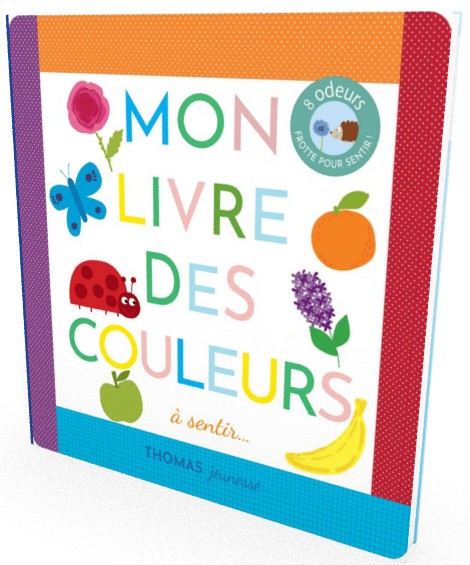 MON
8 odeurs
FROTTE POUR SENTIR !
LIVRE
DES
COULEURS
à sentir...
THOMAS jeunesse